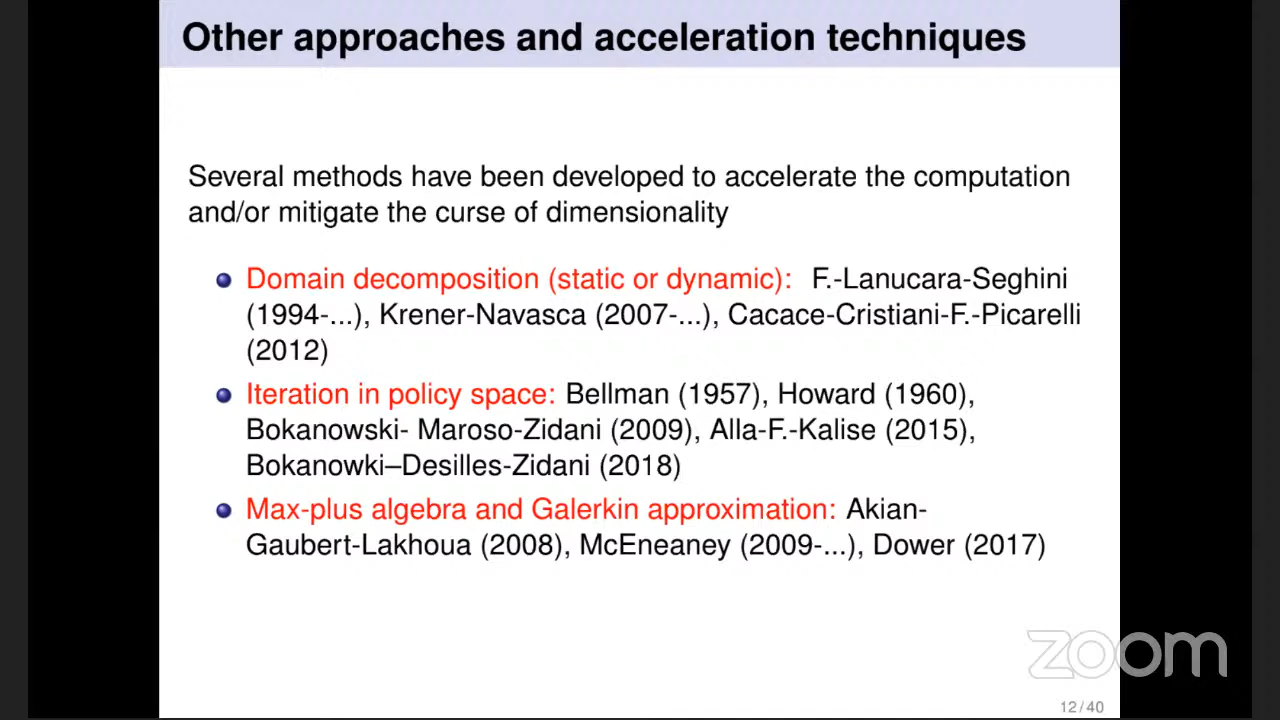 Other approaches and acceleration techniques
Several methods have been developed to accelerate the computation
and/or mitigate the curse of dimensionality
Domain decomposition (static or dynamic): F.-Lanucara-Seghini
(1994-...), Krener-Navasca (2007-...), Cacace-Cristiani-F.-Picarelli
(2012)
Iteration in policy space: Bellman (1957), Howard (1960),
Bokanowski- Maroso-Zidani (2009), Alla-F.-Kalise (2015),
Bokanowki–Desilles-Zidani (2018)
Max-plus algebra and Galerkin approximation: Akian-
Gaubert-Lakhoua (2008), McEneaney (2009-...), Dower (2017)
zoom
12 / 40